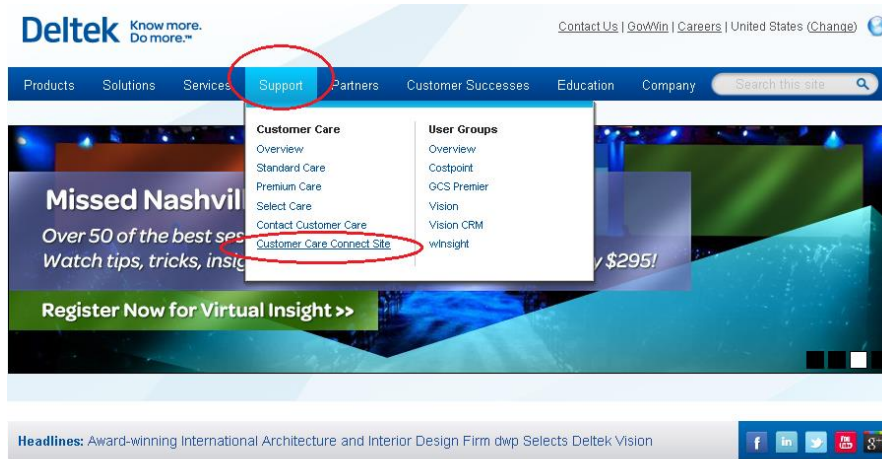 Deltek Know more.
Do more.™
Contact Us | GovWin | Careers | United States (Change)
Products Solutions Services Support Partners Customer Successes Education Company Search this site
Customer Care
Overview
Standard Care
Premium Care
Select Care
Contact Customer Care
Customer Care Connect Site
User Groups
Overview
Costpoint
GCS Premier
Vision
Vision CRM
wInsight
Missed Nashvil
Over 50 of the best ses
Watch tips, tricks, insig y $295!
Register Now for Virtual Insight >>
Headlines: Award-winning International Architecture and Interior Design Firm dwp Selects Deltek Vision
f in You Tube g+